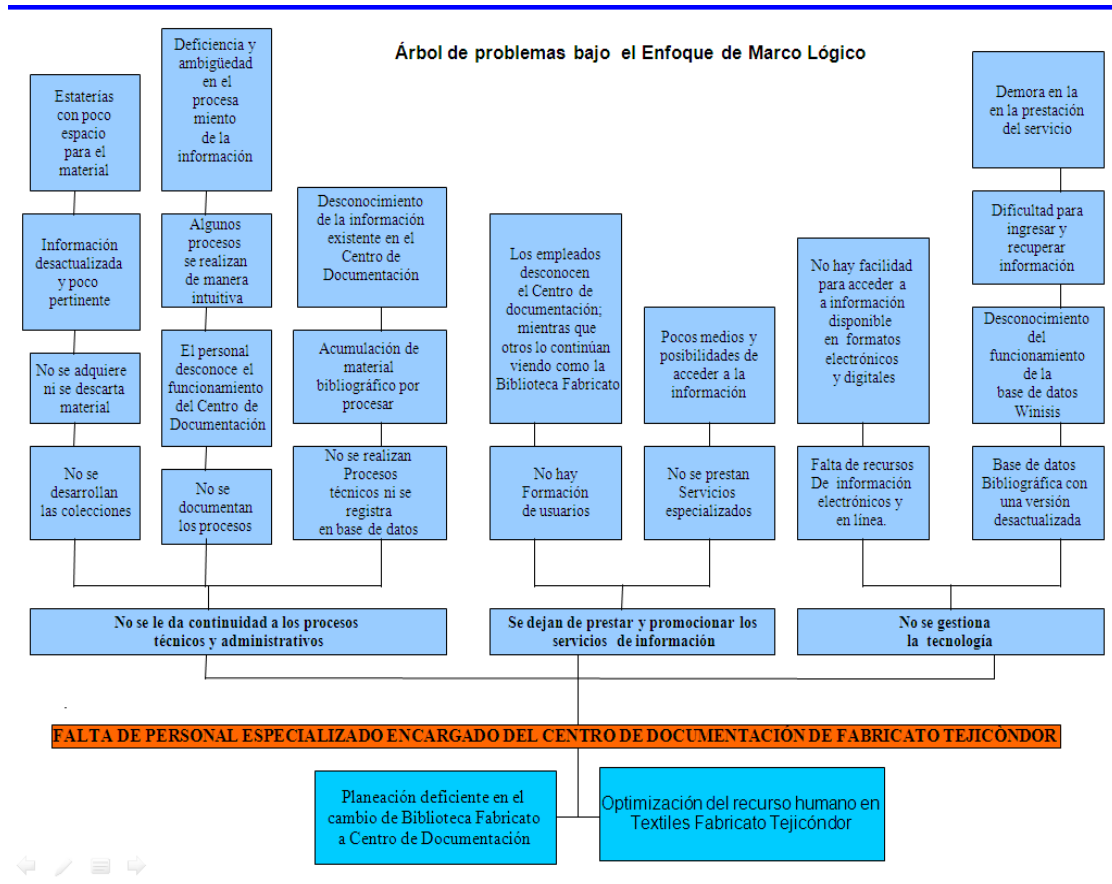 Árbol de problemas bajo el Enfoque de Marco Lógico
Estaterías
con poco
espacio
para el
material
Información
desactualizada
y poco
pertinente
No se adquiere
ni se descarta
material
No se
desarrollan
las colecciones
Deficiencia y
ambigüedad
en el
procesa
miento
de la
información
Algunos
procesos
se realizan
de manera
intuitiva
El personal
desconoce el
funcionamiento
del Centro de
Documentación
No se
documentan
los procesos
Desconocimiento
de la información
existente en el
Centro de
Documentación
Acumulación de
material
bibliográfico por
procesar
No se realizan
Procesos
técnicos ni se
registra
en base de datos
Los empleados
desconocen
el Centro de
documentación;
mientras que
otros lo continúan
viendo como la
Biblioteca Fabricato
No hay
Formación
de usuarios
Pocos medios y
posibilidades de
acceder a la
información
No se prestan
Servicios
especializados
No hay facilidad
para acceder a
a información
disponible
en formatos
electrónicos
y digitales
Falta de recursos
De información
electrónicos y
en línea.
Demora en la
en la prestación
del servicio
Dificultad para
ingresar y
recuperar
información
Desconocimiento
del
funcionamiento
de la
base de datos
Winisis
Base de datos
Bibliográfica con
una versión
desactualizada
No se le da continuidad a los procesos
técnicos y administrativos
Se dejan de prestar y promocionar los
servicios de información
No se gestiona
la tecnología
FALTA DE PERSONAL ESPECIALIZADO ENCARGADO DEL CENTRO DE DOCUMENTACIÓN DE FABRICATO TEJICÒNDOR
Planeación deficiente en el
cambio de Biblioteca Fabricato
a Centro de Documentación
Optimización del recurso humano en
Textiles Fabricato Tejicóndor